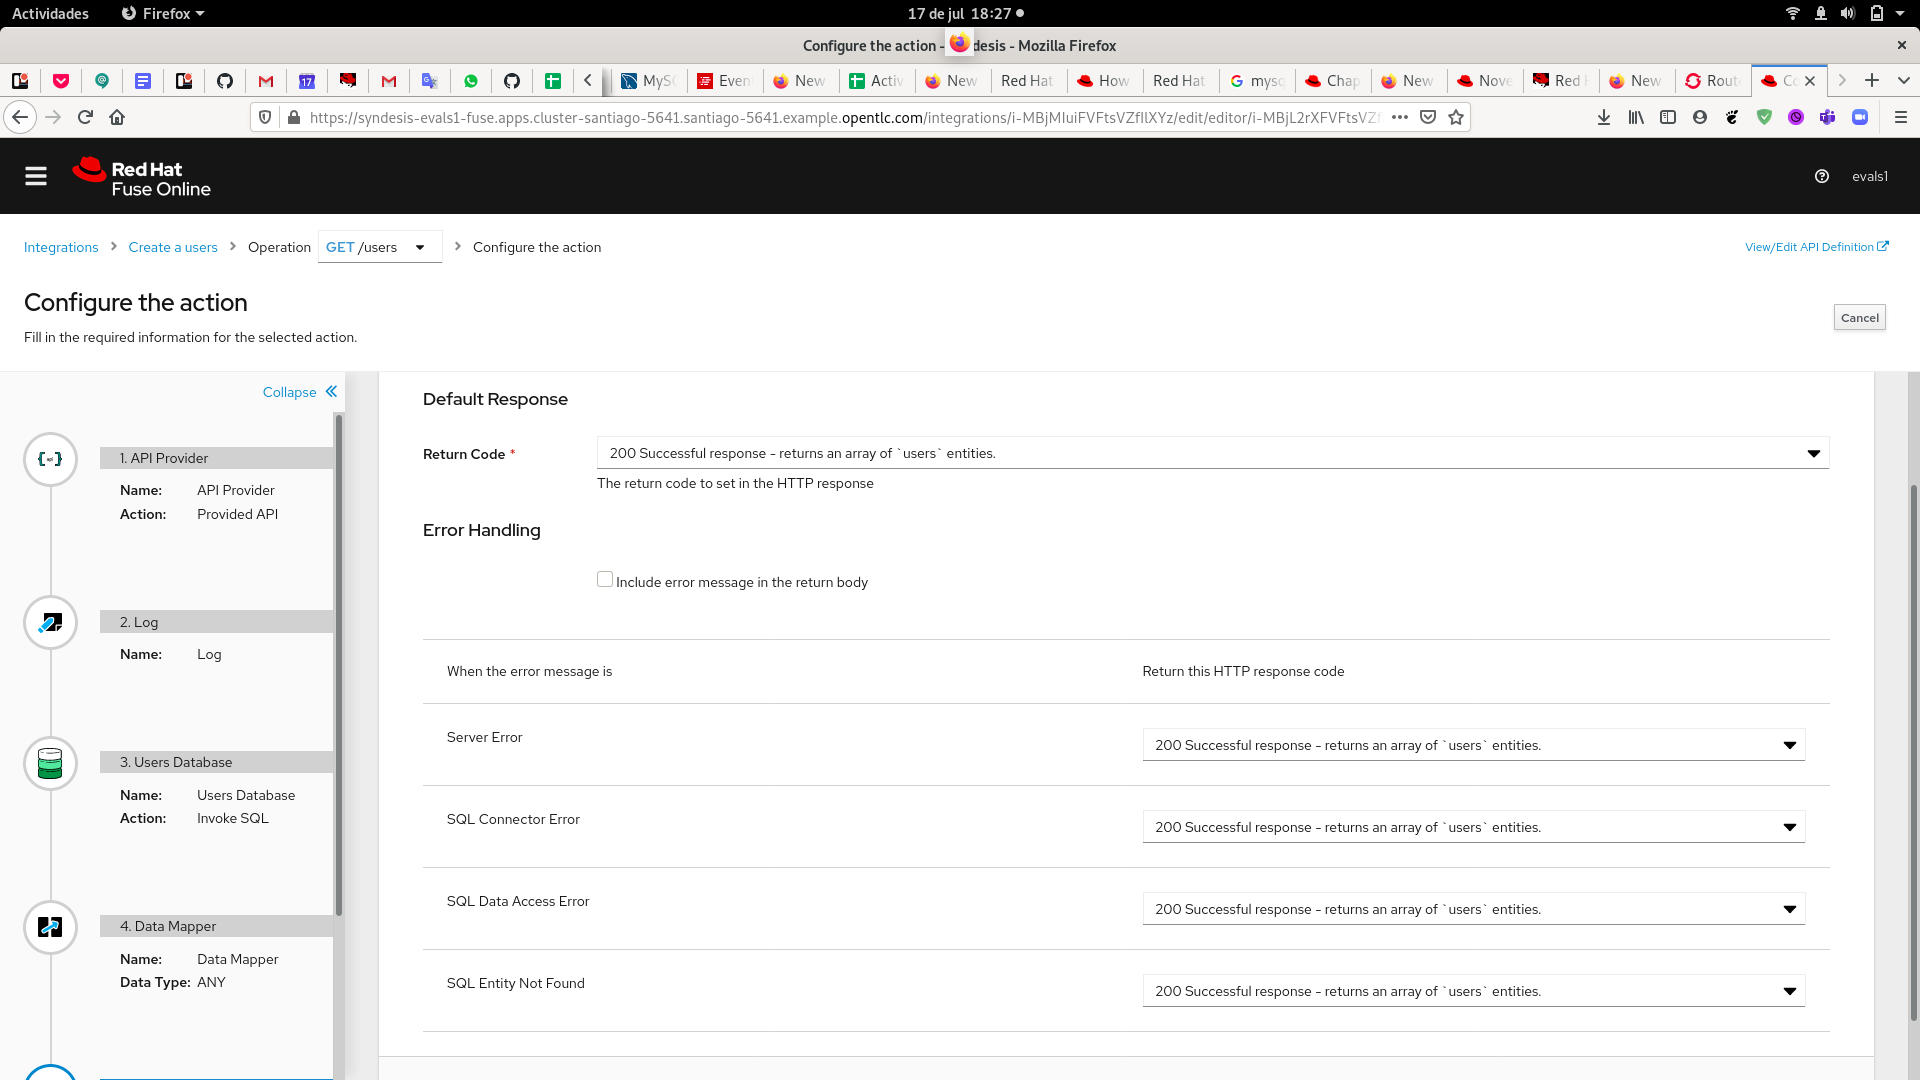 Actividades
Firefox
17 de jul 18:27
Configure the action - desis - Mozilla Firefox
17
MyS
Even
New
Activ
New
Red Hat
How
Red Hat
mysq
Chap
New
Nove
Red
New
Rout
Co
https://syndesis-evals1-fuse.apps.cluster-santiago-5641.santiago-5641.example.opentlc.com/integrations/
Red Hat
Fuse Online
evals1
Integrations
Create a users
Operation
GET /users
Configure the action
View/Edit API Definition
Configure the action
Fill in the required information for the selected action.
Cancel
Collapse
1. API Provider
Name: API Provider
Action: Provided API
2. Log
Name: Log
3. Users Database
Name: Users Database
Action: Invoke SQL
4. Data Mapper
Name: Data Mapper
Data Type: ANY
Default Response
Return Code *
200 Successful response - returns an array of `users` entities.
The return code to set in the HTTP response
Error Handling
Include error message in the return body
When the error message is
Return this HTTP response code
Server Error
200 Successful response - returns an array of `users` entities.
SQL Connector Error
200 Successful response - returns an array of `users` entities.
SQL Data Access Error
200 Successful response - returns an array of `users` entities.
SQL Entity Not Found
200 Successful response - returns an array of `users` entities.